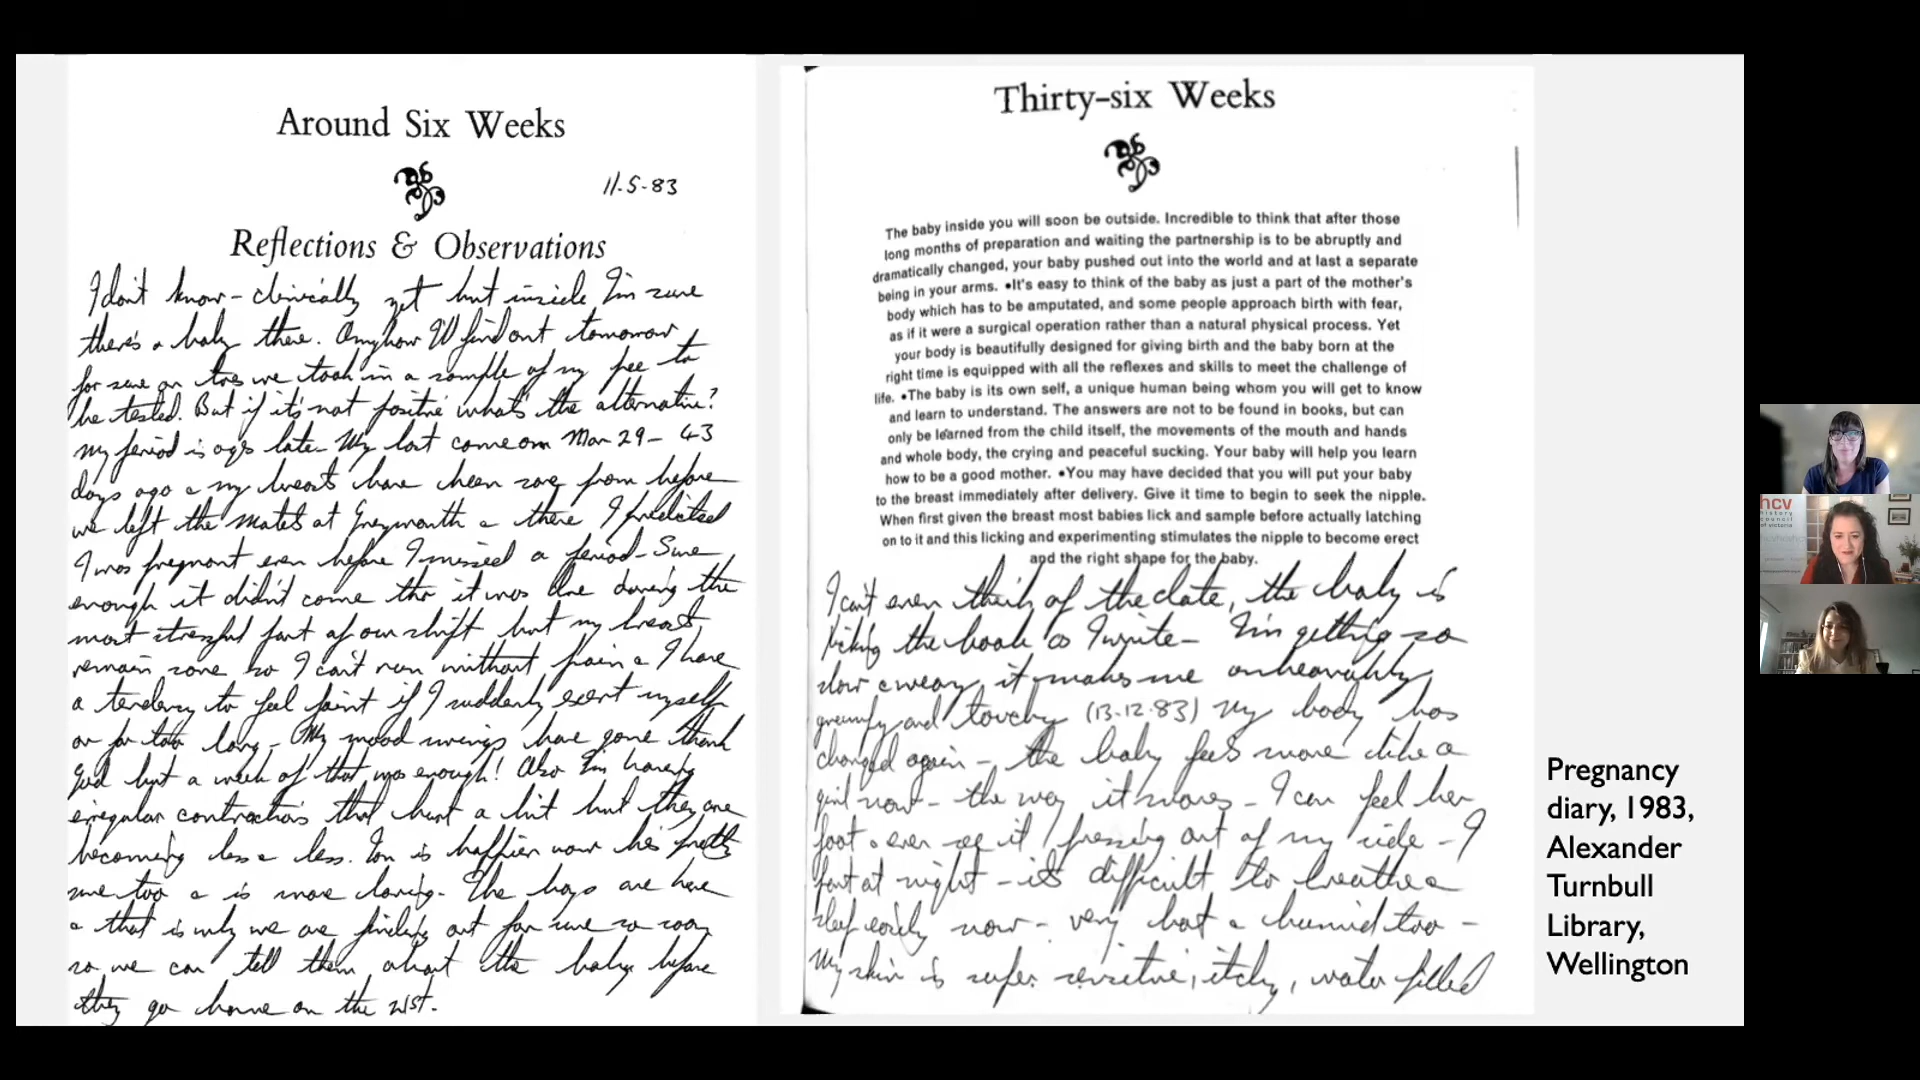 Around Six Weeks
11-5-83
Reflections & Observations
I don't know - clinically yet but inside I'm sure
there's a baby there. Anyhow I'll find out tomorrow
for sure as we took in a sample of my pee to
be tested. But if it's not positive what's the alternative?
my period is ages late - My last came on Mar 29 - 43
days ago & my breasts have been sore from before
we left the mates at Greymouth & there I predicted
I was pregnant even before I missed a period - Sure
enough it didn't come tho it was due during the
most stressful part of our shift but my breasts
remain sore so I can't run without pain & I have
a tendency to feel faint if I suddenly exert myself
or for too long - My mood swings have gone thank
god but a week of that was enough! Also I'm having
irregular contractions that hurt a bit but they are
becoming less & less. is happier now he's pretty
sure too & is more loving. The boys are here
& that is why we are finding out for sure so soon
so we can tell them about the baby before
they go home on the 21st.
Thirty-six Weeks
The baby inside you will soon be outside. Incredible to think that after those
long months of preparation and waiting the partnership is to be abruptly and
dramatically changed, your baby pushed out into the world and at last a separate
being in your arms. •It's easy to think of the baby as just a part of the mother's
body which has to be amputated, and some people approach birth with fear,
as if it were a surgical operation rather than a natural physical process. Yet
your body is beautifully designed for giving birth and the baby born at the
right time is equipped with all the reflexes and skills to meet the challenge of
life. •The baby is its own self, a unique human being whom you will get to know
and learn to understand. The answers are not to be found in books, but can
only be learned from the child itself, the movements of the mouth and hands
and whole body, the crying and peaceful sucking. Your baby will help you learn
how to be a good mother. •You may have decided that you will put your baby
to the breast immediately after delivery. Give it time to begin to seek the nipple.
When first given the breast most babies lick and sample before actually latching
on to it and this licking and experimenting stimulates the nipple to become erect
and the right shape for the baby.
I can't even think of the date, the baby is
kicking the book as I write - I'm getting so
slow & weary, it makes me unbearably
grumpy and touchy (13.12.83) My body has
changed again - the baby feels more like a
girl now - the way it moves - I can feel her
foot & even see it pressing out of my side - I
at night - it's difficult to breathe &
sleep easily now - very hot & humid too -
My skin is super sensitive, itchy, water filled
Pregnancy
diary, 1983,
Alexander
Turnbull
Library,
Wellington
hcv
history
council
of victoria